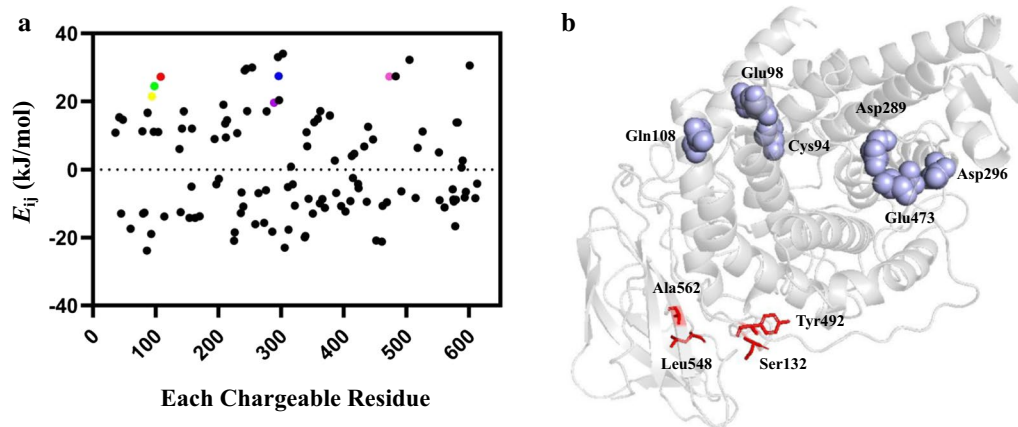 a
b
40
20
0
-20
-40
E_ij (kJ/mol)
0
100
200
300
400
500
600
Each Chargeable Residue
Glu98
Gln108
Asp289
Cys94
Asp296
Glu473
Ala562
Tyr492
Leu548
Ser132